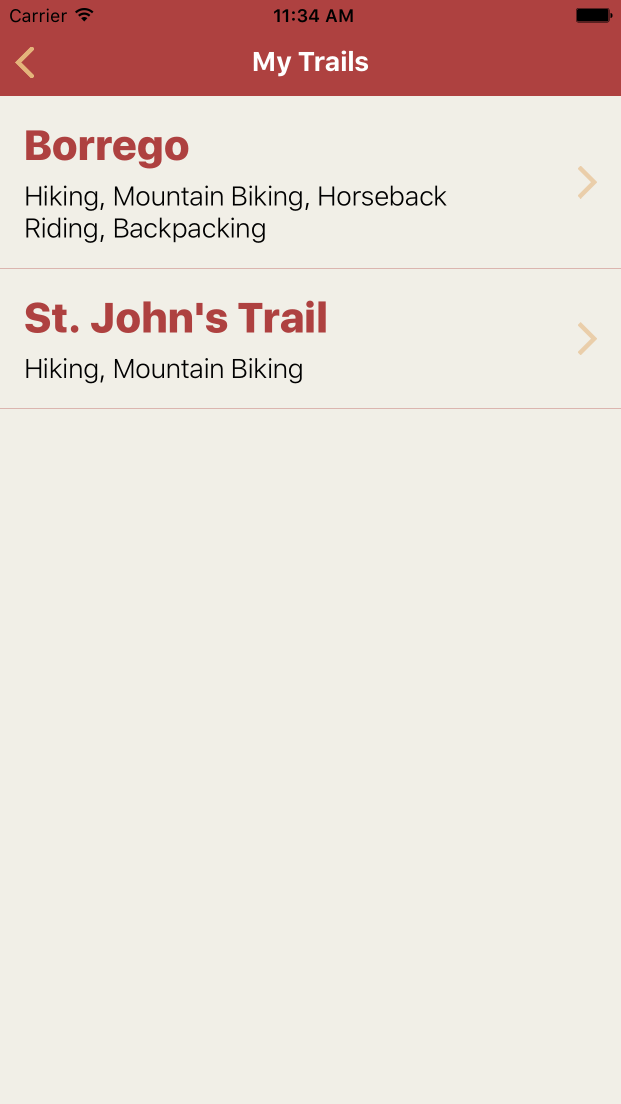 Carrier 11:34 AM
My Trails
Borrego
Hiking, Mountain Biking, Horseback
Riding, Backpacking
St. John's Trail
Hiking, Mountain Biking